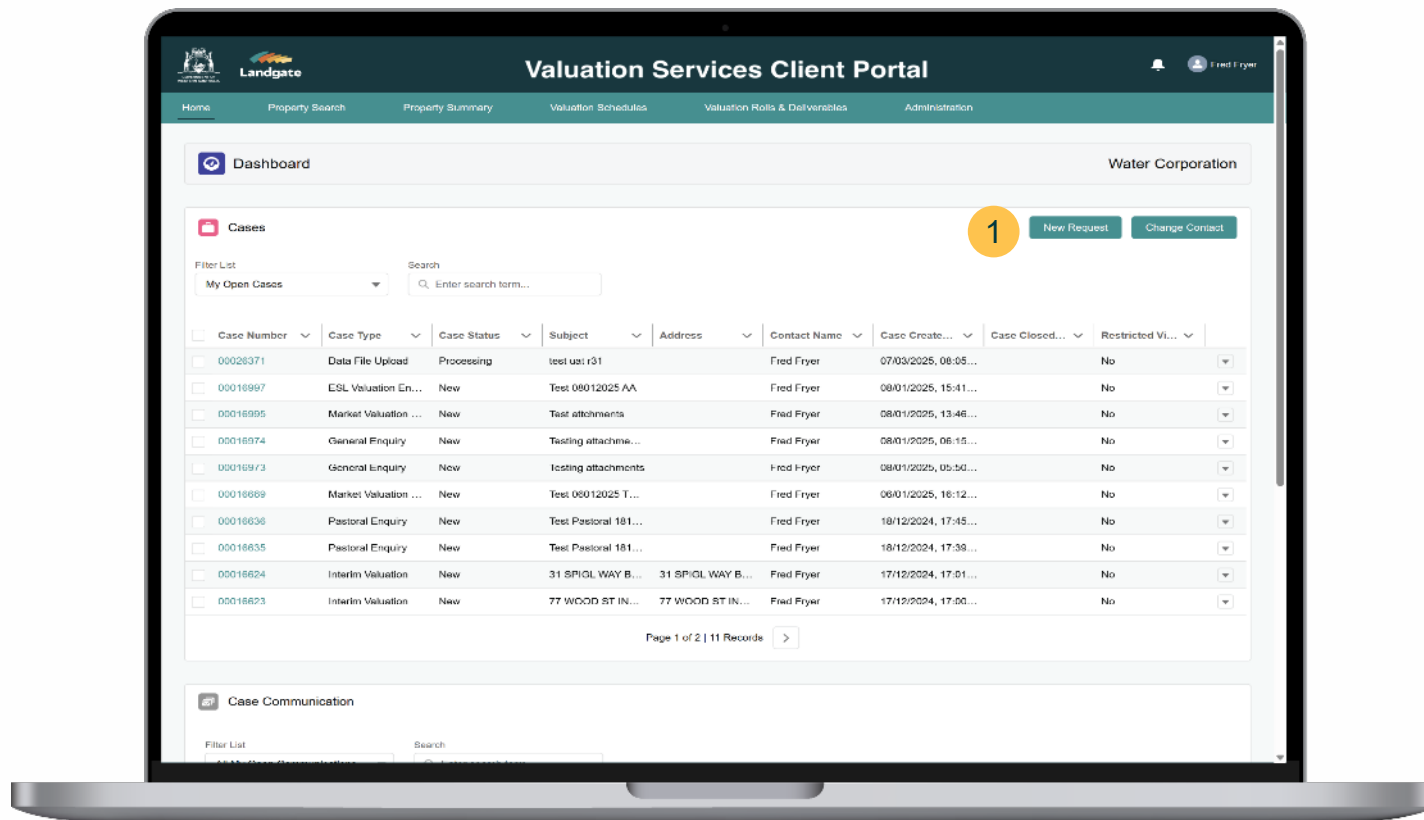 Landgate
Valuation Services Client Portal
Fred Fryer
Home Property Search Property Summary Valuation Schedules Valuation Rolls & Deliverables Administration
Dashboard Water Corporation
Cases 1 New Request Change Contact
Filter List Search
My Open Cases Enter search term...
Case Number Case Type Case Status Subject Address Contact Name Case Create... Case Closed... Restricted Vi...
00026371 Data File Upload Processing test uat r31 Fred Fryer 07/03/2025, 08:05... No
00016997 ESL Valuation En... New Test 08012025 AA Fred Fryer 08/01/2025, 15:41... No
00016995 Market Valuation ... New Test attchments Fred Fryer 08/01/2025, 13:46... No
00016974 General Enquiry New Testing attachme... Fred Fryer 08/01/2025, 06:15... No
00016973 General Enquiry New Testing attachments Fred Fryer 08/01/2025, 05:50... No
00016669 Market Valuation ... New Test 06012025 T... Fred Fryer 06/01/2025, 16:12... No
00016636 Pastoral Enquiry New Test Pastoral 181... Fred Fryer 18/12/2024, 17:45... No
00016635 Pastoral Enquiry New Test Pastoral 181... Fred Fryer 18/12/2024, 17:39... No
00016624 Interim Valuation New 31 SPIGL WAY B... 31 SPIGL WAY B... Fred Fryer 17/12/2024, 17:01... No
00016623 Interim Valuation New 77 WOOD ST IN... 77 WOOD ST IN... Fred Fryer 17/12/2024, 17:00... No
Page 1 of 2 | 11 Records
Case Communication
Filter List Search